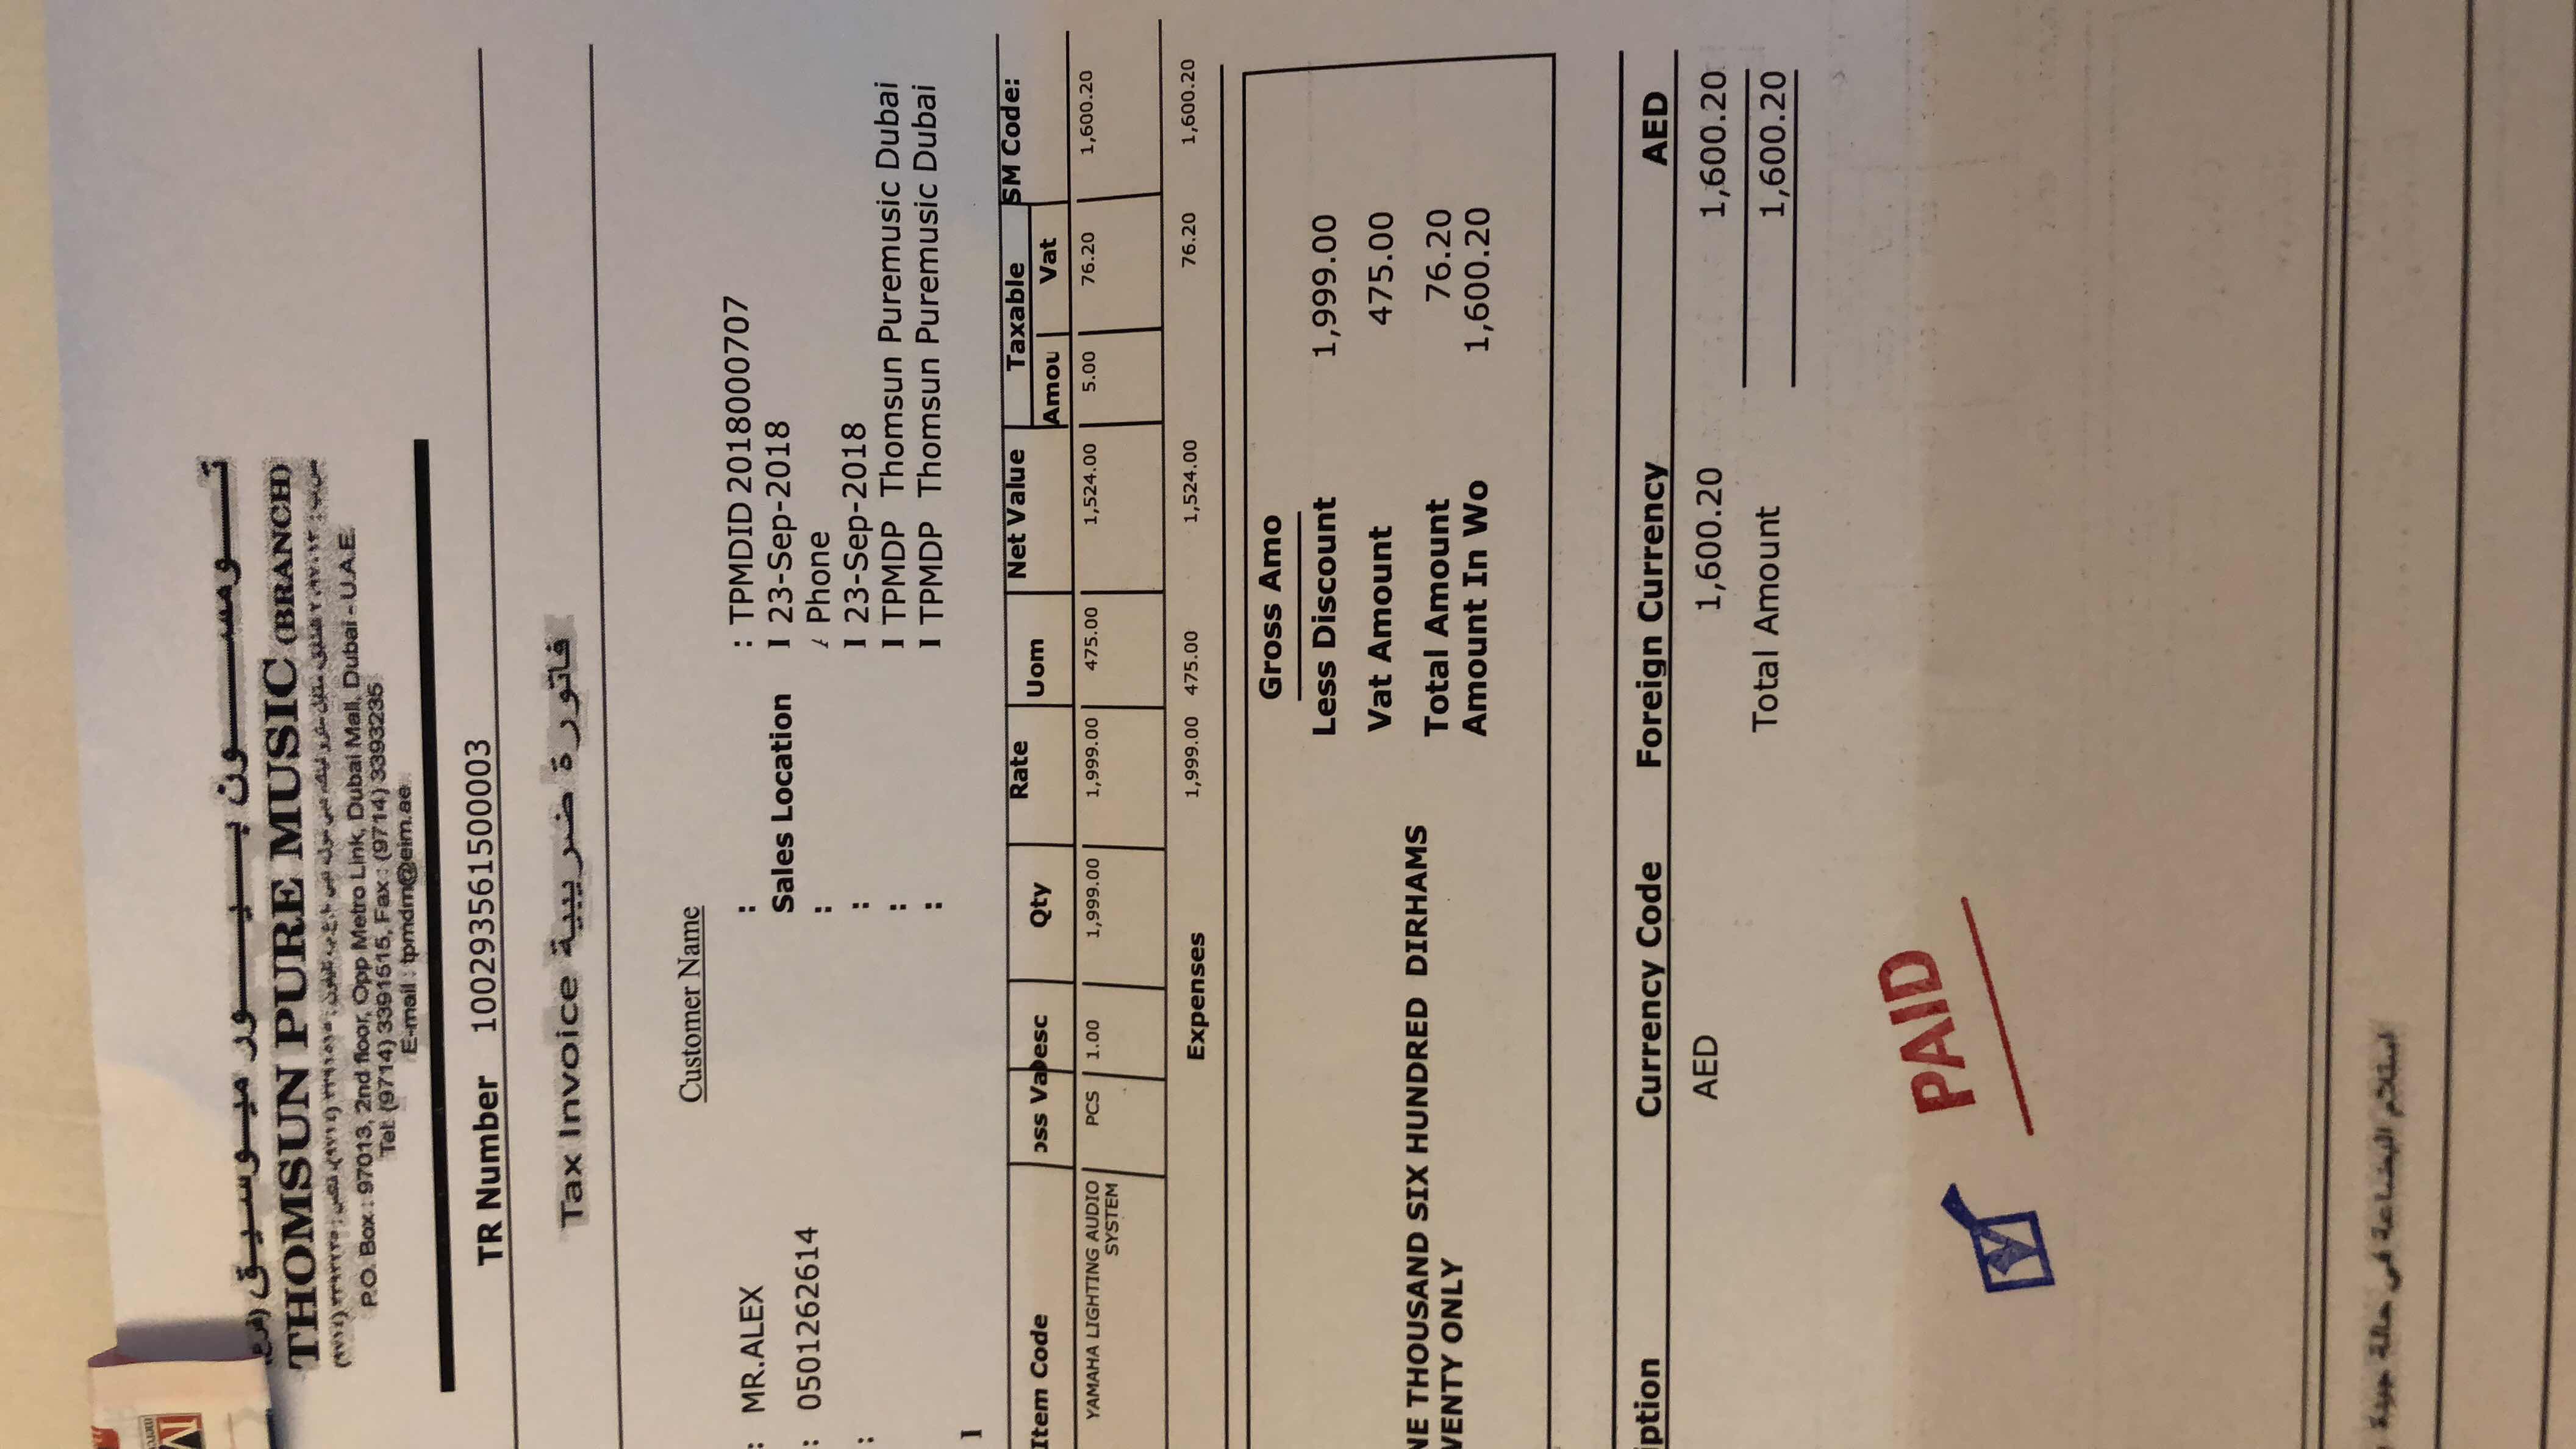 تومسون بيور ميوسيق (فرع)
THOMSUN PURE MUSIC (BRANCH)
P.O. Box : 97013, 2nd floor, Opp Metro Link, Dubai Mall, Dubai - U.A.E.
Tel: (9714) 3391515, Fax : (9714) 3393235
E-mail : tpmdm@eim.ae
TR Number 100293561500003
Tax Invoice فاتورة ضريبية
Customer Name
: MR.ALEX : : TPMDID 2018000707
Sales Location I 23-Sep-2018
: 0501262614 : Phone
: : I 23-Sep-2018
: I TPMDP Thomsun Puremusic Dubai
: I TPMDP Thomsun Puremusic Dubai
I
Item Code oss Va Desc Qty Rate Uom Net Value Taxable SM Code:
Amou Vat
YAMAHA LIGHTING AUDIO PCS 1.00 1,999.00 1,999.00 475.00 1,524.00 5.00 76.20 1,600.20
SYSTEM
Expenses 1,999.00 475.00 1,524.00 76.20 1,600.20
Gross Amo
Less Discount 1,999.00
Vat Amount 475.00
NE THOUSAND SIX HUNDRED DIRHAMS
Total Amount 76.20
WENTY ONLY
Amount In Wo 1,600.20
iption Currency Code Foreign Currency AED
AED 1,600.20 1,600.20
Total Amount 1,600.20
PAID
استلام البضاعة في حالة جيدة